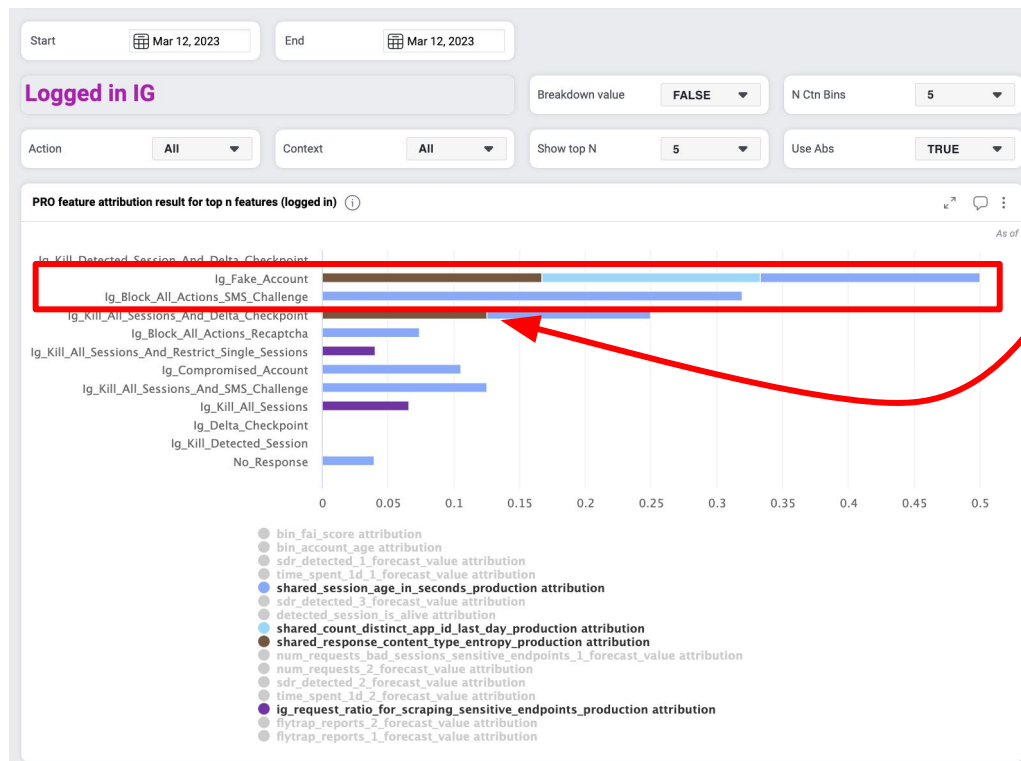 Start Mar 12, 2023 End Mar 12, 2023
Logged in IG
Breakdown value FALSE N Ctn Bins 5
Action All Context All Show top N 5 Use Abs TRUE
PRO feature attribution result for top n features (logged in)
As of
Ig_Kill_Detected_Session_And_Delta_Checkpoint
Ig_Fake_Account
Ig_Block_All_Actions_SMS_Challenge
Ig_Kill_All_Sessions_And_Delta_Checkpoint
Ig_Block_All_Actions_Recaptcha
Ig_Kill_All_Sessions_And_Restrict_Single_Sessions
Ig_Compromised_Account
Ig_Kill_All_Sessions_And_SMS_Challenge
Ig_Kill_All_Sessions
Ig_Delta_Checkpoint
Ig_Kill_Detected_Session
No_Response
0 0.05 0.1 0.15 0.2 0.25 0.3 0.35 0.4 0.45 0.5
bin_fai_score attribution
bin_account_age attribution
sdr_detected_1_forecast_value attribution
time_spent_1d_1_forecast_value attribution
shared_session_age_in_seconds_production attribution
sdr_detected_3_forecast_value attribution
detected_session_is_alive attribution
shared_count_distinct_app_id_last_day_production attribution
shared_response_content_type_entropy_production attribution
num_requests_bad_sessions_sensitive_endpoints_1_forecast_value attribution
num_requests_2_forecast_value attribution
sdr_detected_2_forecast_value attribution
time_spent_1d_2_forecast_value attribution
ig_request_ratio_for_scraping_sensitive_endpoints_production attribution
flytrap_reports_2_forecast_value attribution
flytrap_reports_1_forecast_value attribution